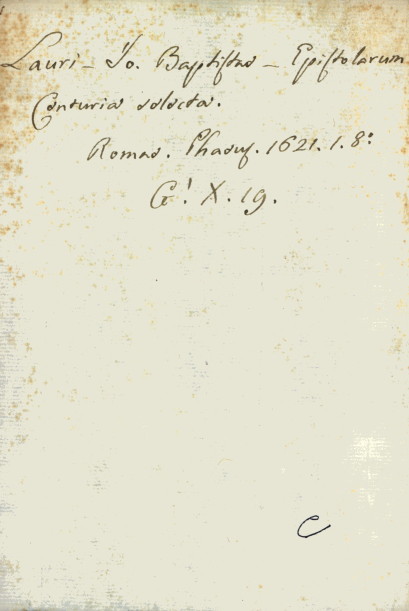 Lauri - Jo. Baptistae - Epistolarum
Centuria selecta.
Romae. Phaeus. 1621. 1. 8:
G! X. 19.
C